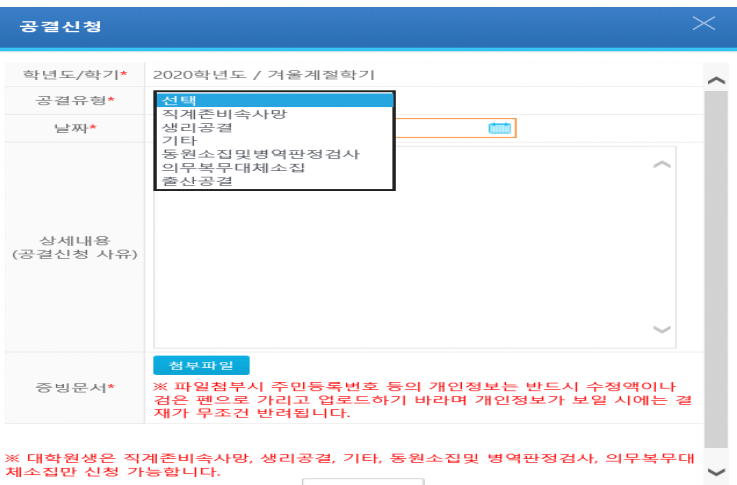 공결신청
학년도/학기*
2020학년도 / 겨울계절학기
공결유형*
선택
직계존비속사망
생리공결
기타
동원소집및병역판정검사
의무복무대체소집
출산공결
날짜*
상세내용
(공결신청 사유)
증빙문서*
첨부파일
※ 파일첨부시 주민등록번호 등의 개인정보는 반드시 수정액이나
검은 펜으로 가리고 업로드하기 바라며 개인정보가 보일 시에는 결
재가 무조건 반려됩니다.
※ 대학원생은 직계존비속사망, 생리공결, 기타, 동원소집및 병역판정검사, 의무복무대
체소집만 신청 가능합니다.